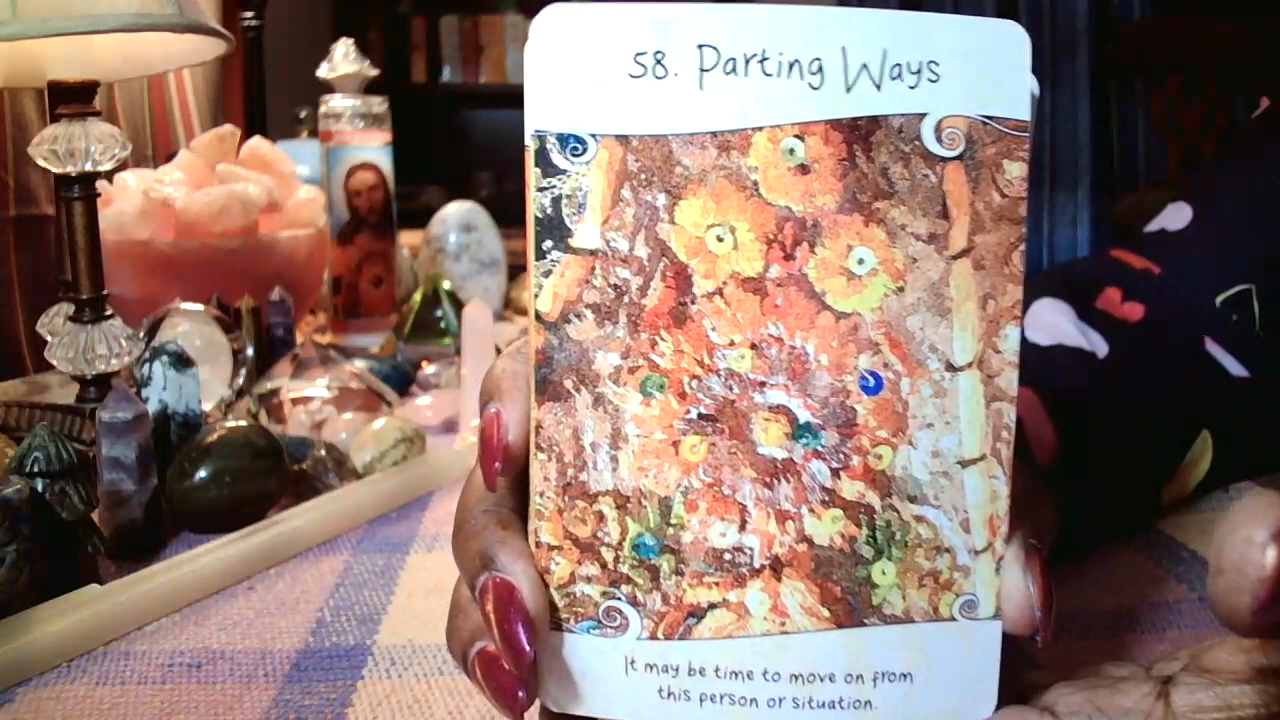 58. Parting Ways
It may be time to move on from
this person or situation.